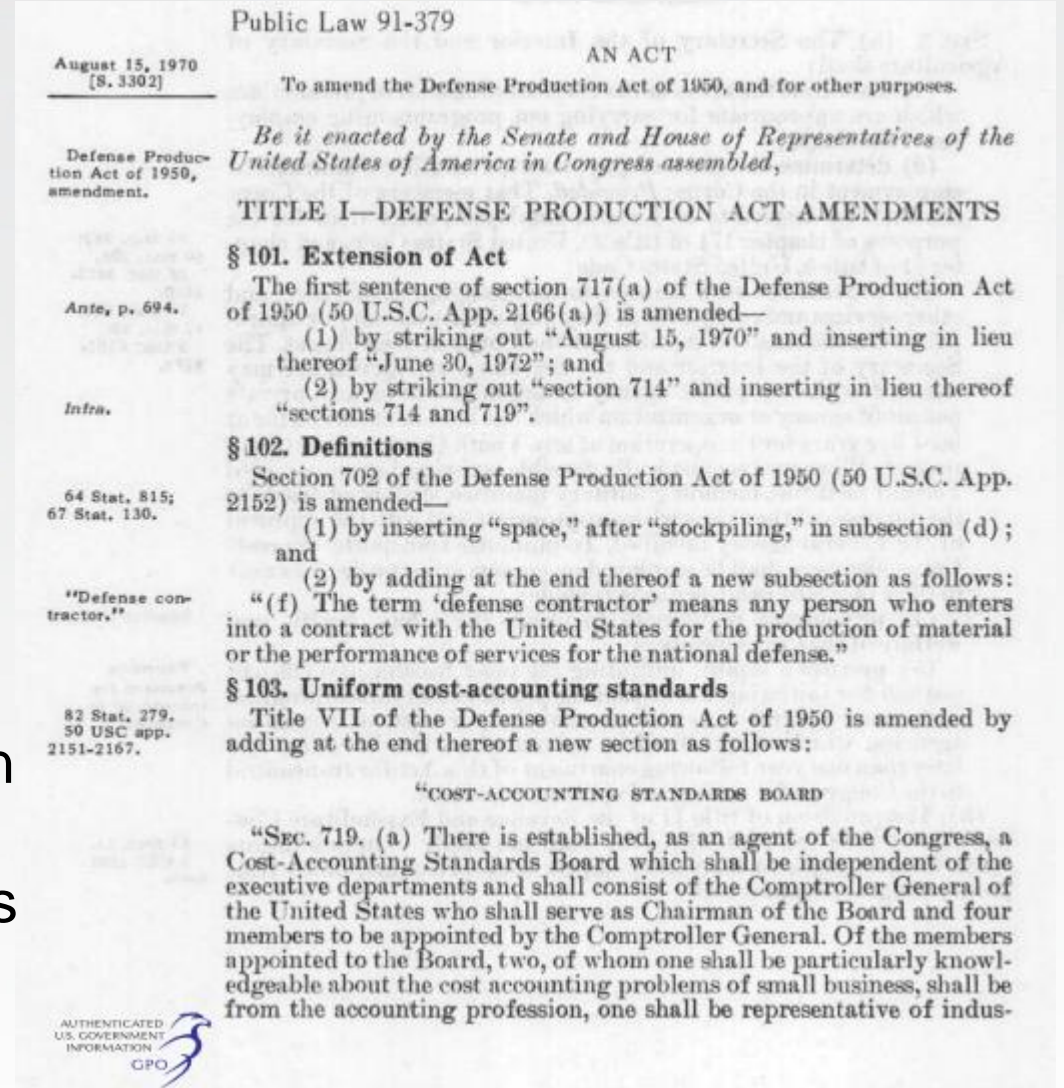 Public Law 91-379
AN ACT
August 15, 1970
[S. 3302]
To amend the Defense Production Act of 1950, and for other purposes.
Be it enacted by the Senate and House of Representatives of the
United States of America in Congress assembled,
Defense Produc-
tion Act of 1950,
amendment.
TITLE I—DEFENSE PRODUCTION ACT AMENDMENTS
§ 101. Extension of Act
The first sentence of section 717(a) of the Defense Production Act
Ante, p. 694.
of 1950 (50 U.S.C. App. 2166(a)) is amended—
(1) by striking out “August 15, 1970” and inserting in lieu
thereof “June 30, 1972”; and
(2) by striking out “section 714” and inserting in lieu thereof
Infra.
“sections 714 and 719”.
§ 102. Definitions
Section 702 of the Defense Production Act of 1950 (50 U.S.C. App.
64 Stat. 815;
67 Stat. 130.
2152) is amended—
(1) by inserting “space,” after “stockpiling,” in subsection (d);
and
(2) by adding at the end thereof a new subsection as follows:
"Defense con-
tractor."
“(f) The term ‘defense contractor’ means any person who enters
into a contract with the United States for the production of material
or the performance of services for the national defense.”
§ 103. Uniform cost-accounting standards
82 Stat. 279.
50 USC app.
2151-2167.
Title VII of the Defense Production Act of 1950 is amended by
adding at the end thereof a new section as follows:
n
“COST-ACCOUNTING STANDARDS BOARD
“SEC. 719. (a) There is established, as an agent of the Congress, a
Cost-Accounting Standards Board which shall be independent of the
executive departments and shall consist of the Comptroller General of
s
the United States who shall serve as Chairman of the Board and four
members to be appointed by the Comptroller General. Of the members
appointed to the Board, two, of whom one shall be particularly knowl-
edgeable about the cost accounting problems of small business, shall be
from the accounting profession, one shall be representative of indus-
AUTHENTICATED
U.S. GOVERNMENT
INFORMATION
GPO